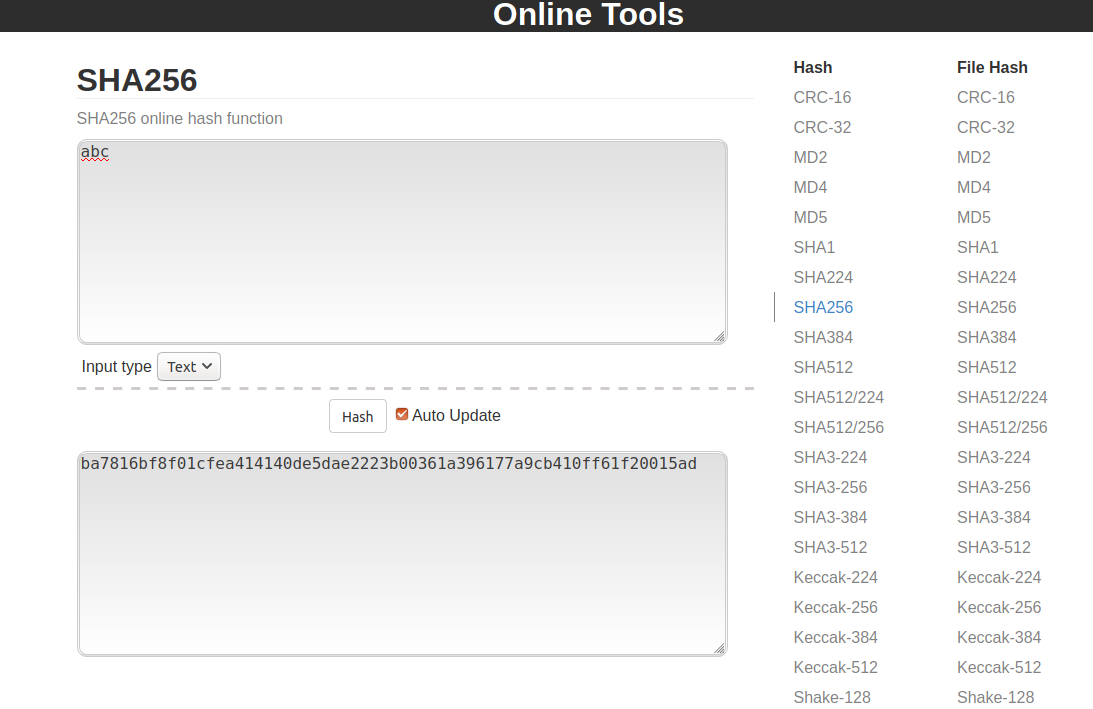 Online Tools
SHA256
SHA256 online hash function
abc
Input type Text
Hash Auto Update
ba7816bf8f01cfea414140de5dae2223b00361a396177a9cb410ff61f20015ad
Hash
CRC-16
CRC-32
MD2
MD4
MD5
SHA1
SHA224
SHA256
SHA384
SHA512
SHA512/224
SHA512/256
SHA3-224
SHA3-256
SHA3-384
SHA3-512
Keccak-224
Keccak-256
Keccak-384
Keccak-512
Shake-128
File Hash
CRC-16
CRC-32
MD2
MD4
MD5
SHA1
SHA224
SHA256
SHA384
SHA512
SHA512/224
SHA512/256
SHA3-224
SHA3-256
SHA3-384
SHA3-512
Keccak-224
Keccak-256
Keccak-384
Keccak-512
Shake-128